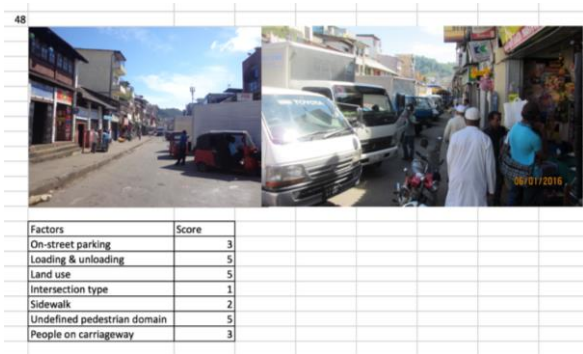 48
TOYOTA
06/01/2016
Factors Score
On-street parking 3
Loading & unloading 5
Land use 5
Intersection type 1
Sidewalk 2
Undefined pedestrian domain 5
People on carriageway 3